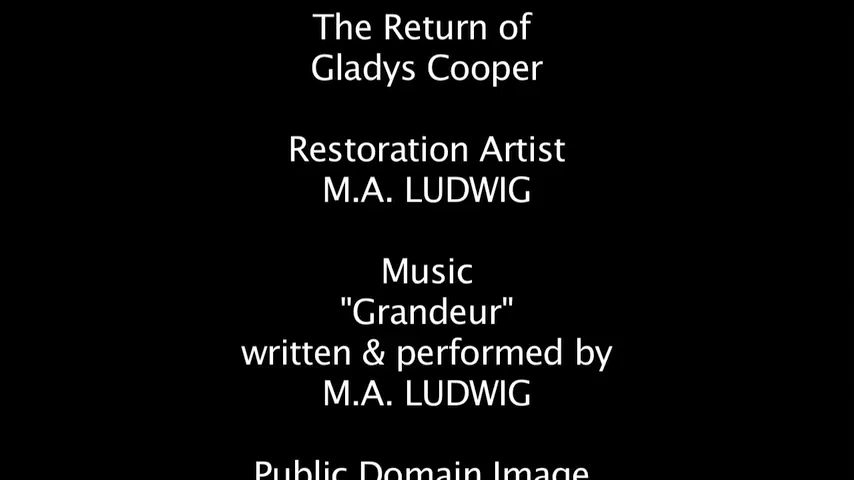 The Return of
Gladys Cooper
Restoration Artist
M.A. LUDWIG
Music
"Grandeur"
written & performed by
M.A. LUDWIG
Public Domain Image